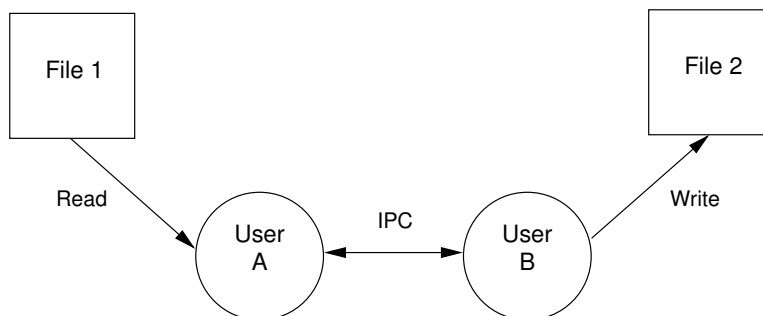 File 1
File 2
Read
User
A
IPC
User
B
Write